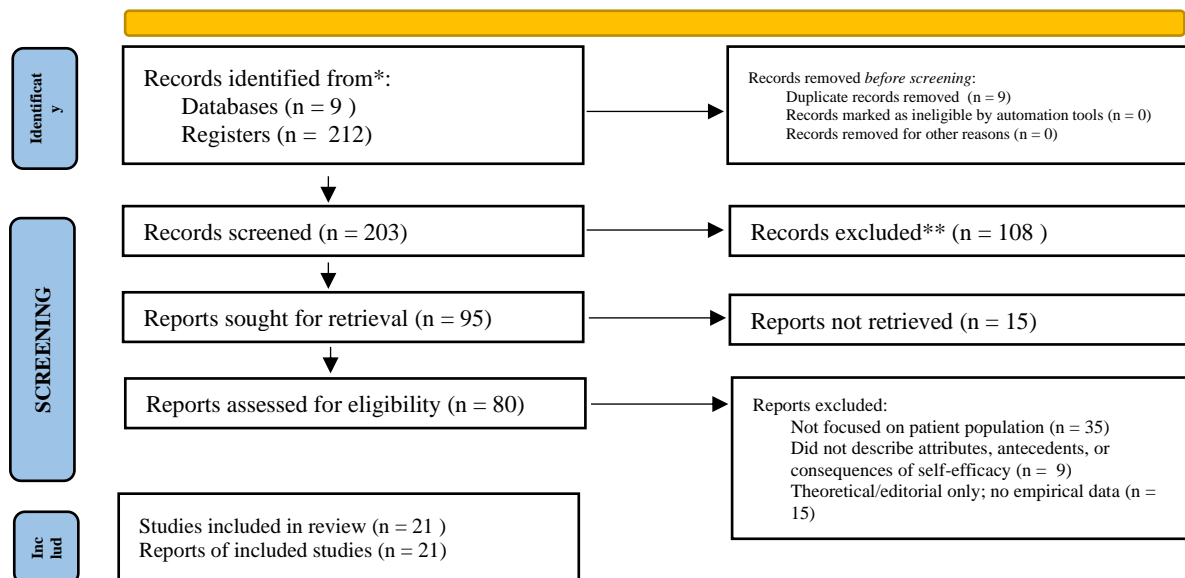 Identificat
y
Records identified from*:
Databases (n = 9 )
Registers (n = 212)
Records removed before screening:
Duplicate records removed (n = 9)
Records marked as ineligible by automation tools (n = 0)
Records removed for other reasons (n = 0)
SCREENING
Records screened (n = 203)
Records excluded** (n = 108 )
Reports sought for retrieval (n = 95)
Reports not retrieved (n = 15)
Reports assessed for eligibility (n = 80)
Reports excluded:
Not focused on patient population (n = 35)
Did not describe attributes, antecedents, or
consequences of self-efficacy (n = 9)
Theoretical/editorial only; no empirical data (n =
15)
Inc
lud
Studies included in review (n = 21 )
Reports of included studies (n = 21)